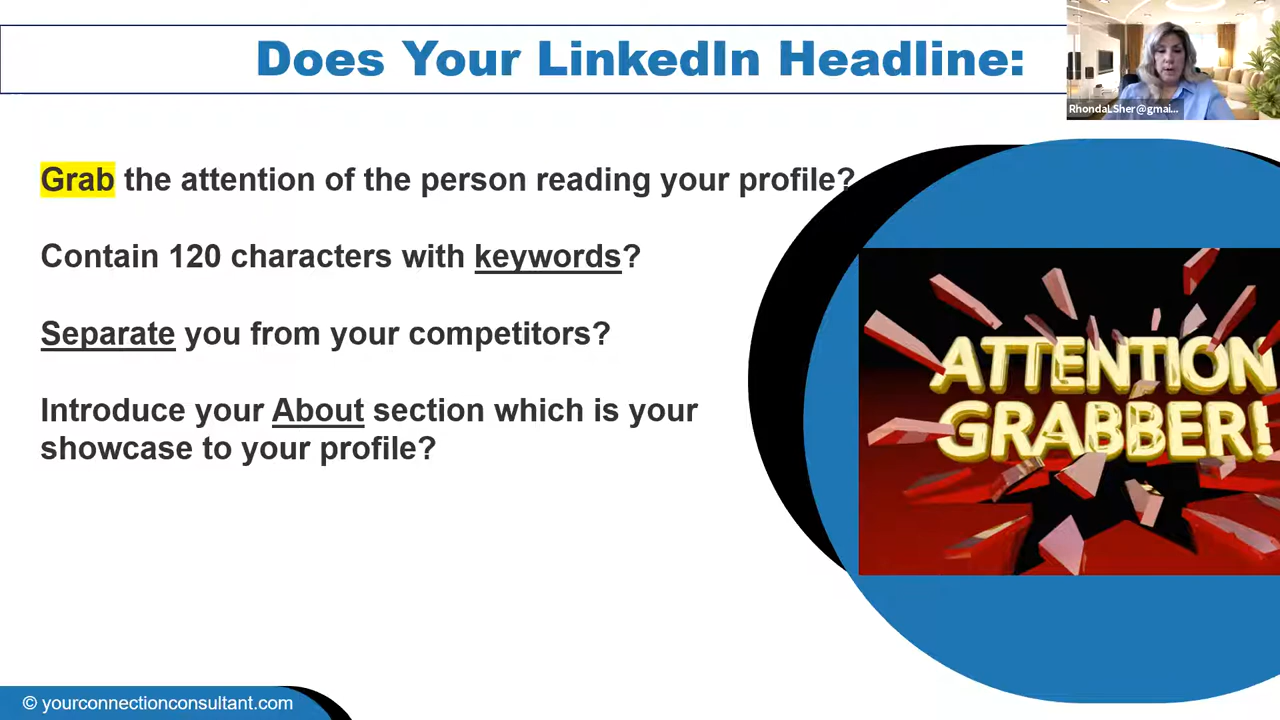 Does Your LinkedIn Headline:
RhondaLSher@gmai...
Grab the attention of the person reading your profile?
Contain 120 characters with keywords?
Separate you from your competitors?
Introduce your About section which is your
showcase to your profile?
ATTENTION
GRABBER!
© yourconnectionconsultant.com